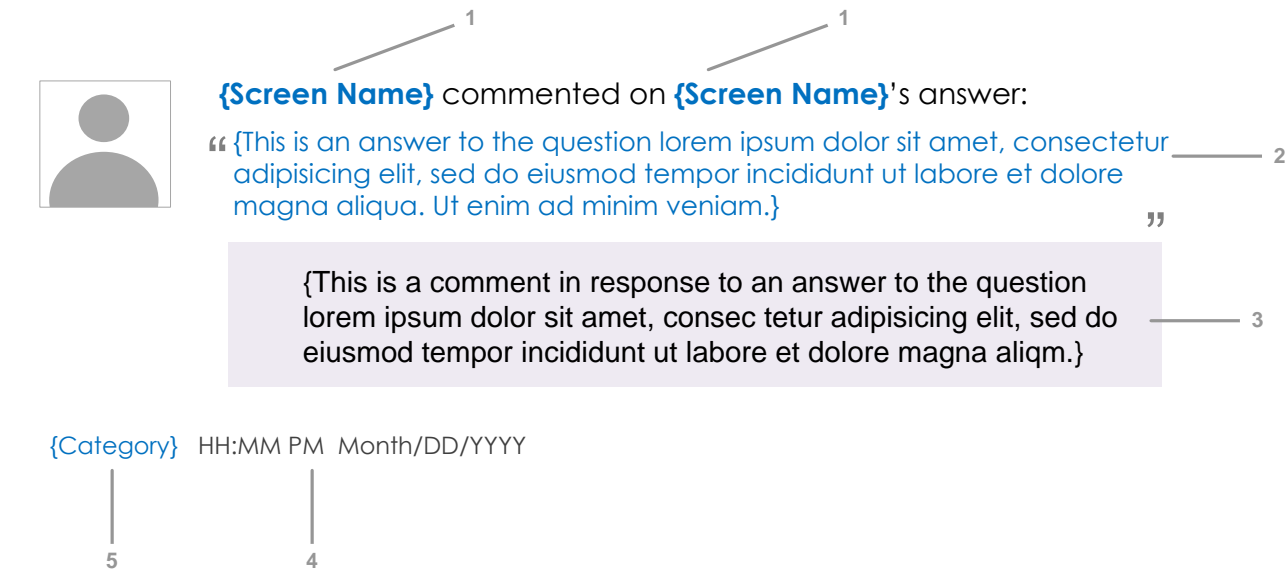 1 1
{Screen Name} commented on {Screen Name}’s answer:
“ {This is an answer to the question lorem ipsum dolor sit amet, consectetur
2
adipisicing elit, sed do eiusmod tempor incididunt ut labore et dolore
magna aliqua. Ut enim ad minim veniam.}
”
{This is a comment in response to an answer to the question
lorem ipsum dolor sit amet, consec tetur adipisicing elit, sed do
3
eiusmod tempor incididunt ut labore et dolore magna aliqm.}
{Category} HH:MM PM Month/DD/YYYY
5 4